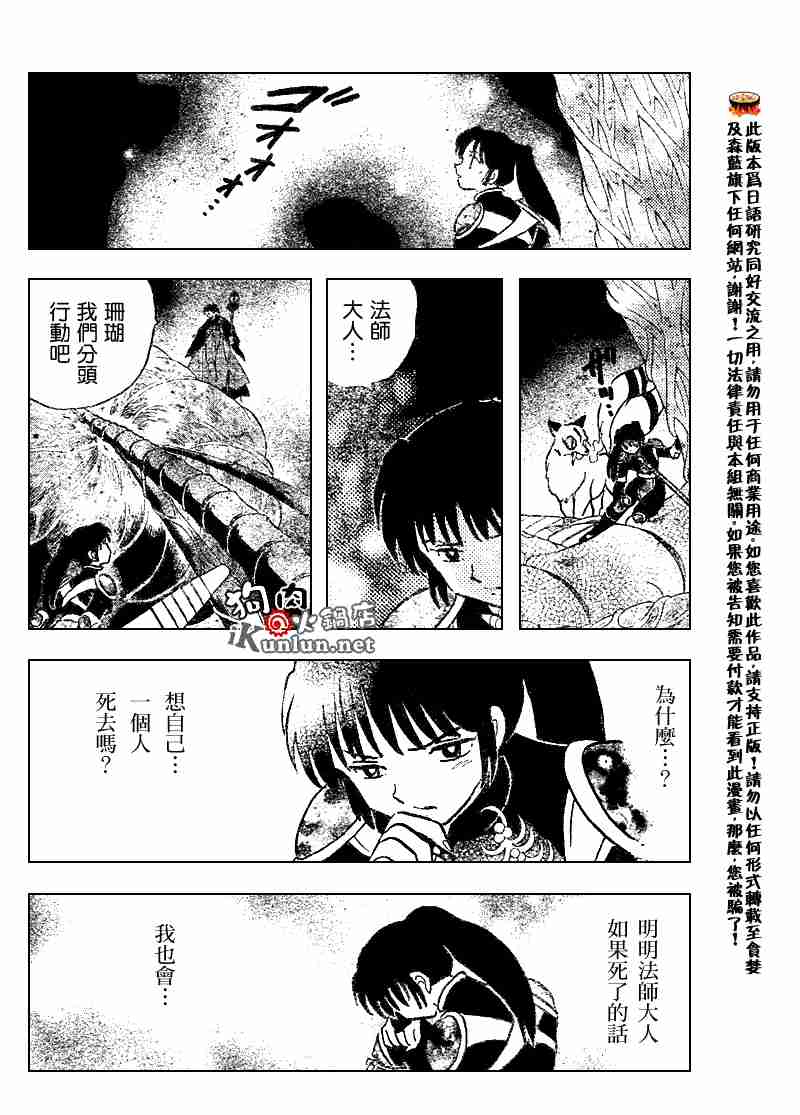 法師
大人…
珊瑚
我們分頭
行動吧
為什麼…？
想自己…
一個人
死去嗎？
明明法師大人
如果死了的話
我也會…
狗肉火鍋店
iKunlun.net
此版本爲日語研究同好交流之用，請勿用于任何商業用途。如您喜歡此作品，請支持正版！請勿以任何形式轉載至貪婪
及森藍旗下任何網站，謝謝！一切法律責任與本組無關。如果您被告知需要付款才能看到此漫畫，那麼，您被騙了！